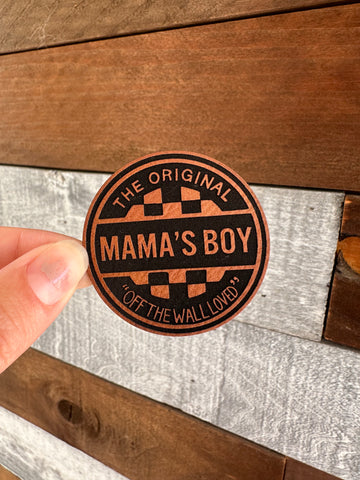 THE ORIGINAL
MAMA'S BOY
"OFF THE WALL LOVED"